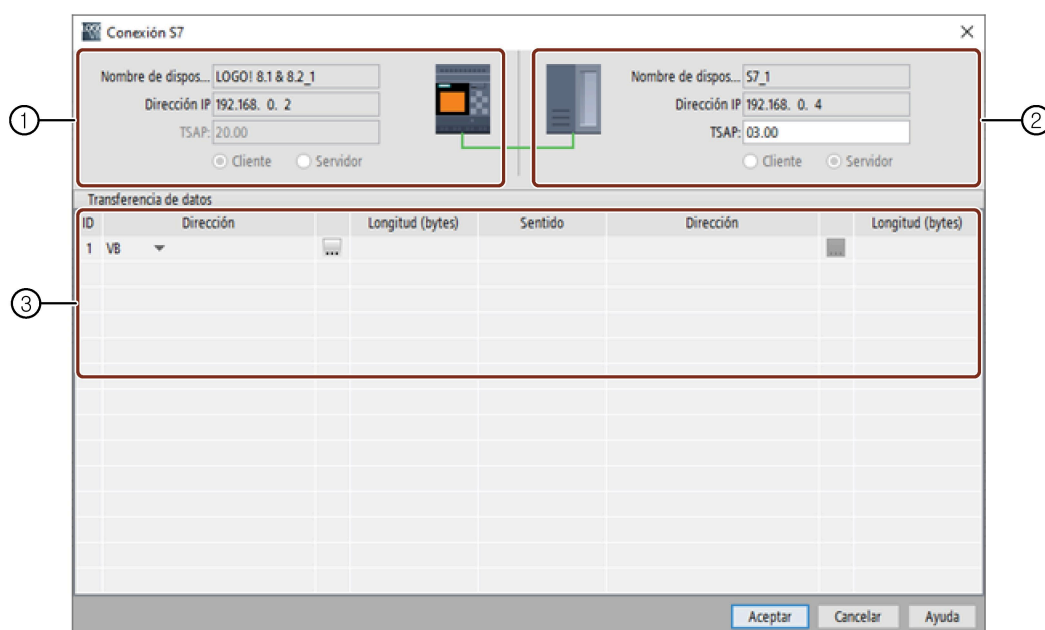 Conexión S7
Nombre de dispos... LOGO! 8.1 & 8.2_1
Dirección IP 192.168. 0. 2
TSAP: 20.00
Cliente Servidor
Nombre de dispos... S7_1
Dirección IP 192.168. 0. 4
TSAP: 03.00
Cliente Servidor
1
2
Transferencia de datos
ID Dirección Longitud (bytes) Sentido Dirección Longitud (bytes)
1 VB ... ...
3
Aceptar Cancelar Ayuda